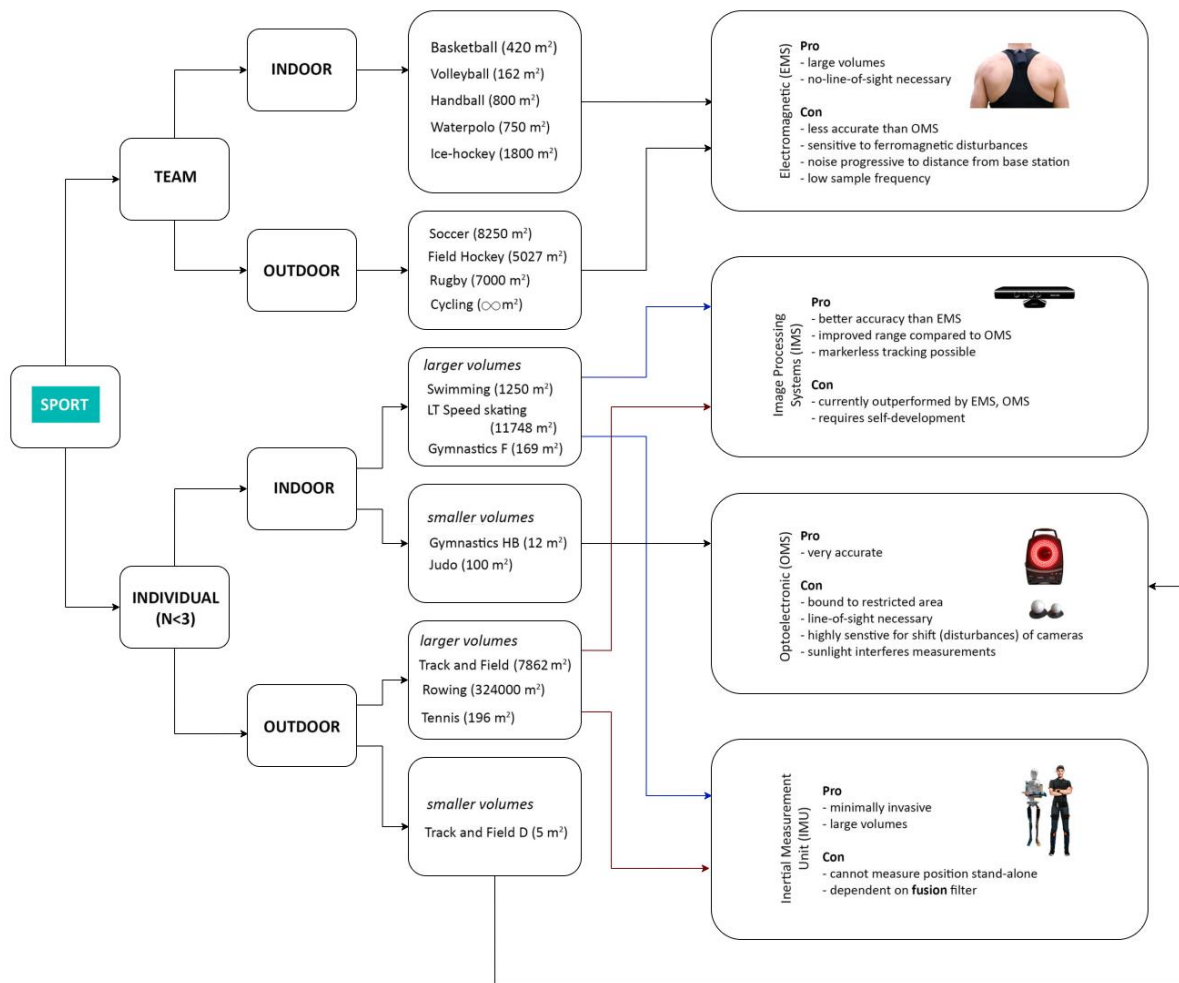 SPORT
TEAM
INDOOR
Basketball (420 m²)
Volleyball (162 m²)
Handball (800 m²)
Waterpolo (750 m²)
Ice-hockey (1800 m²)
OUTDOOR
Soccer (8250 m²)
Field Hockey (5027 m²)
Rugby (7000 m²)
Cycling (○○m²)
INDIVIDUAL
(N<3)
INDOOR
larger volumes
Swimming (1250 m²)
LT Speed skating
(11748 m²)
Gymnastics F (169 m²)
smaller volumes
Gymnastics HB (12 m²)
Judo (100 m²)
OUTDOOR
larger volumes
Track and Field (7862 m²)
Rowing (324000 m²)
Tennis (196 m²)
smaller volumes
Track and Field D (5 m²)
Electromagnetic (EMS)
Pro
- large volumes
- no-line-of-sight necessary
Con
- less accurate than OMS
- sensitive to ferromagnetic disturbances
- noise progressive to distance from base station
- low sample frequency
Image Processing
Systems (IMS)
Pro
- better accuracy than EMS
- improved range compared to OMS
- markerless tracking possible
Con
- currently outperformed by EMS, OMS
- requires self-development
Optoelectronic (OMS)
Pro
- very accurate
Con
- bound to restricted area
- line-of-sight necessary
- highly senstive for shift (disturbances) of cameras
- sunlight interferes measurements
Inertial Measurement
Unit (IMU)
Pro
- minimally invasive
- large volumes
Con
- cannot measure position stand-alone
- dependent on fusion filter